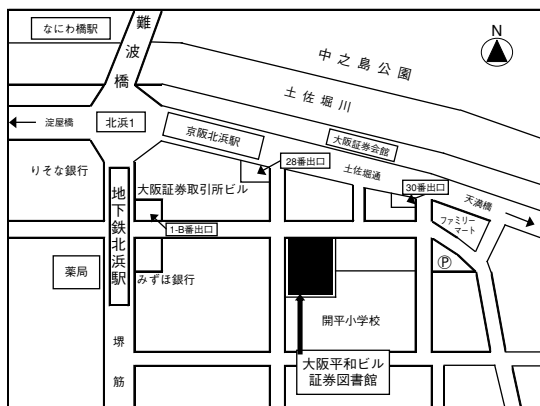 なにわ橋駅
難波橋
N
中之島公園
土佐堀川
淀屋橋
北浜1
京阪北浜駅
大阪証券会館
28番出口
土佐堀通
30番出口
天満橋
りそな銀行
地下鉄北浜駅
大阪証券取引所ビル
1-B番出口
ファミリー
マート
P
薬局
みずほ銀行
開平小学校
堺筋
大阪平和ビル
証券図書館